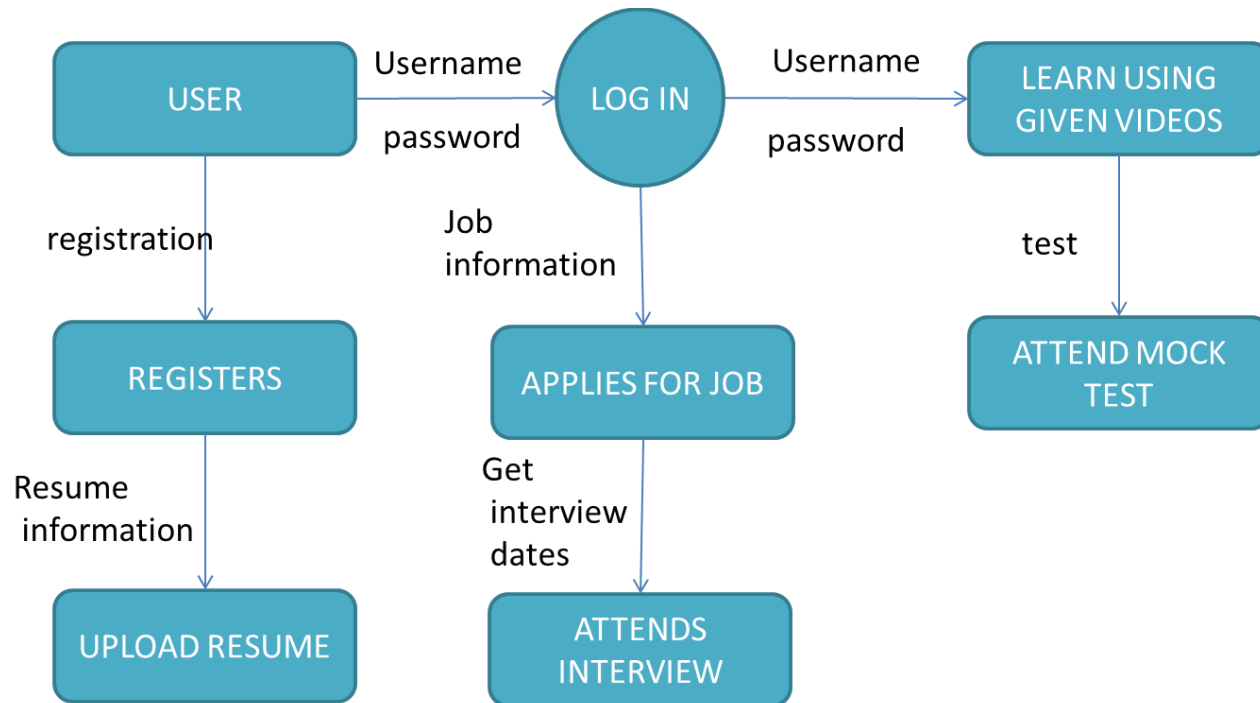 USER
Username
password
LOG IN
Username
password
LEARN USING
GIVEN VIDEOS
registration
Job
information
test
REGISTERS
APPLIES FOR JOB
ATTEND MOCK
TEST
Resume
information
Get
interview
dates
UPLOAD RESUME
ATTENDS
INTERVIEW